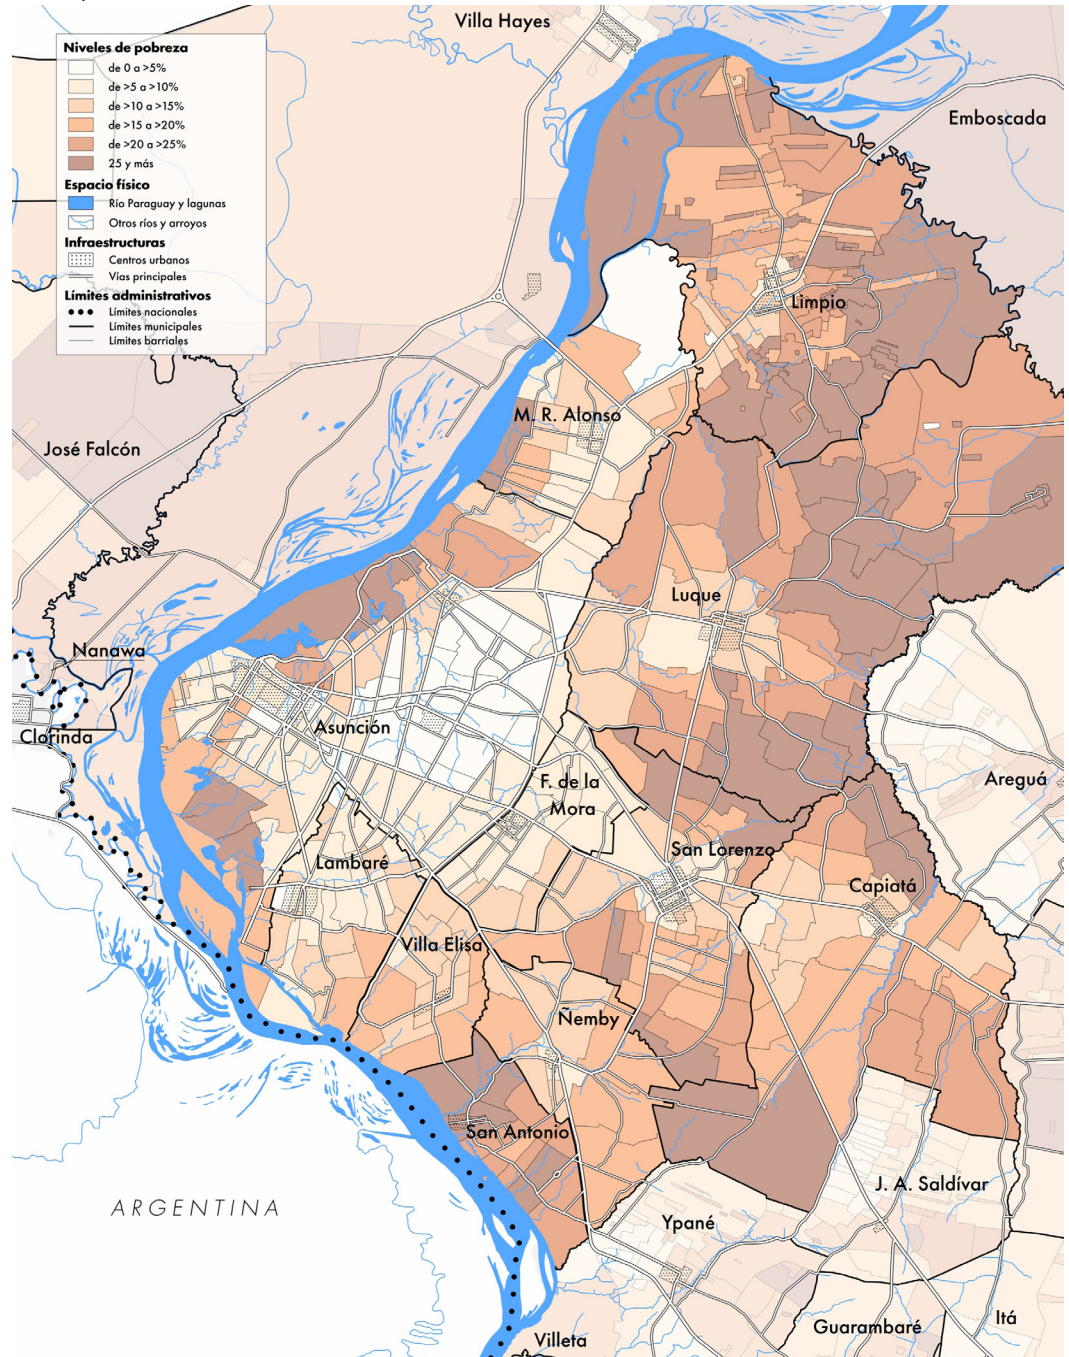 Villa Hayes
Niveles de pobreza
de 0 a >5%
de >5 a >10%
de >10 a >15%
de >15 a >20%
de >20 a >25%
25 y más
Espacio físico
Río Paraguay y lagunas
Otros ríos y arroyos
Infraestructuras
Centros urbanos
Vías principales
Límites administrativos
Límites nacionales
Límites municipales
Límites barriales
Emboscada
Limpio
M. R. Alonso
José Falcón
Luque
Nanawa
Clorinda
Asunción
Areguá
F. de la
Mora
San Lorenzo
Lambaré
Capiatá
Villa Elisa
Ñemby
San Antonio
J. A. Saldívar
ARGENTINA
Ypané
Itá
Guarambaré
Villeta